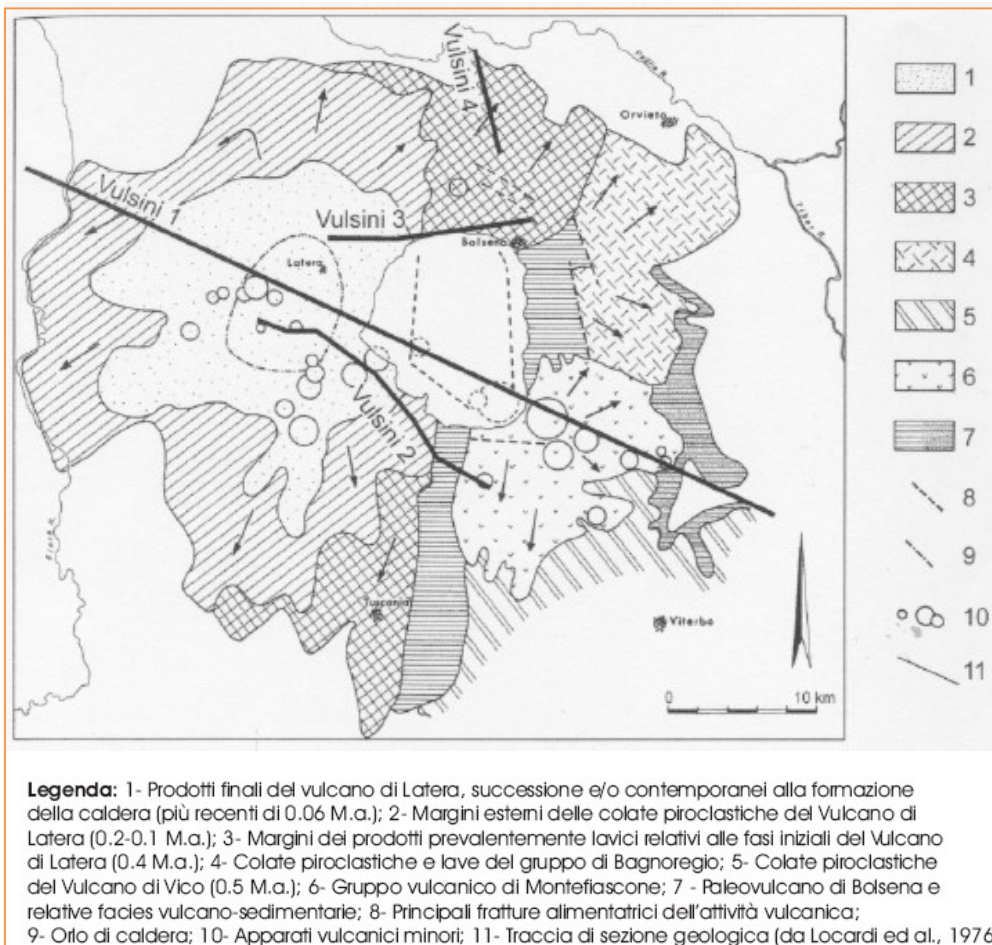 Paglia R.
1
Vulsini 4
Orvieto
2
Vulsini 1
3
Tiber R.
Vulsini 3
Bolsena
Latera
4
5
6
Vulsini 2
7
8
Fiora R.
9
Tuscania
Viterbo
10
0 10 km
11
Legenda: 1- Prodotti finali del vulcano di Latera, successione e/o contemporanei alla formazione
della caldera (più recenti di 0.06 M.a.); 2- Margini esterni delle colate piroclastiche del Vulcano di
Latera (0.2-0.1 M.a.); 3- Margini dei prodotti prevalentemente lavici relativi alle fasi iniziali del Vulcano
di Latera (0.4 M.a.); 4- Colate piroclastiche e lave del gruppo di Bagnoregio; 5- Colate piroclastiche
del Vulcano di Vico (0.5 M.a.); 6- Gruppo vulcanico di Montefiascone; 7 - Paleovulcano di Bolsena e
relative facies vulcano-sedimentarie; 8- Principali fratture alimentatrici dell'attività vulcanica;
9- Orlo di caldera; 10- Apparati vulcanici minori; 11- Traccia di sezione geologica (da Locardi ed al., 1976